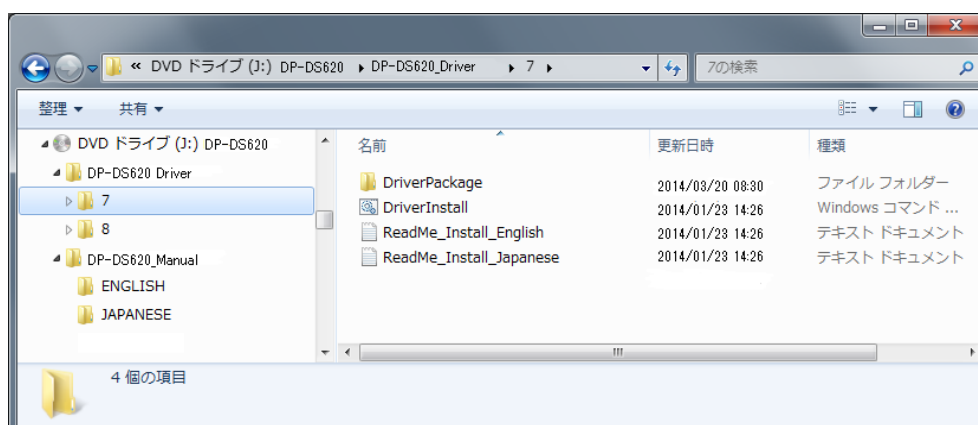 « DVD ドライブ (J:) DP-DS620 ▸ DP-DS620_Driver ▸ 7 ▸ 7の検索
整理 ▼ 共有 ▼
DVD ドライブ (J:) DP-DS620
DP-DS620 Driver
7
8
DP-DS620_Manual
ENGLISH
JAPANESE
名前 更新日時 種類
DriverPackage 2014/03/20 08:30 ファイル フォルダー
DriverInstall 2014/01/23 14:26 Windows コマンド ...
ReadMe_Install_English 2014/01/23 14:26 テキスト ドキュメント
ReadMe_Install_Japanese 2014/01/23 14:26 テキスト ドキュメント
4 個の項目